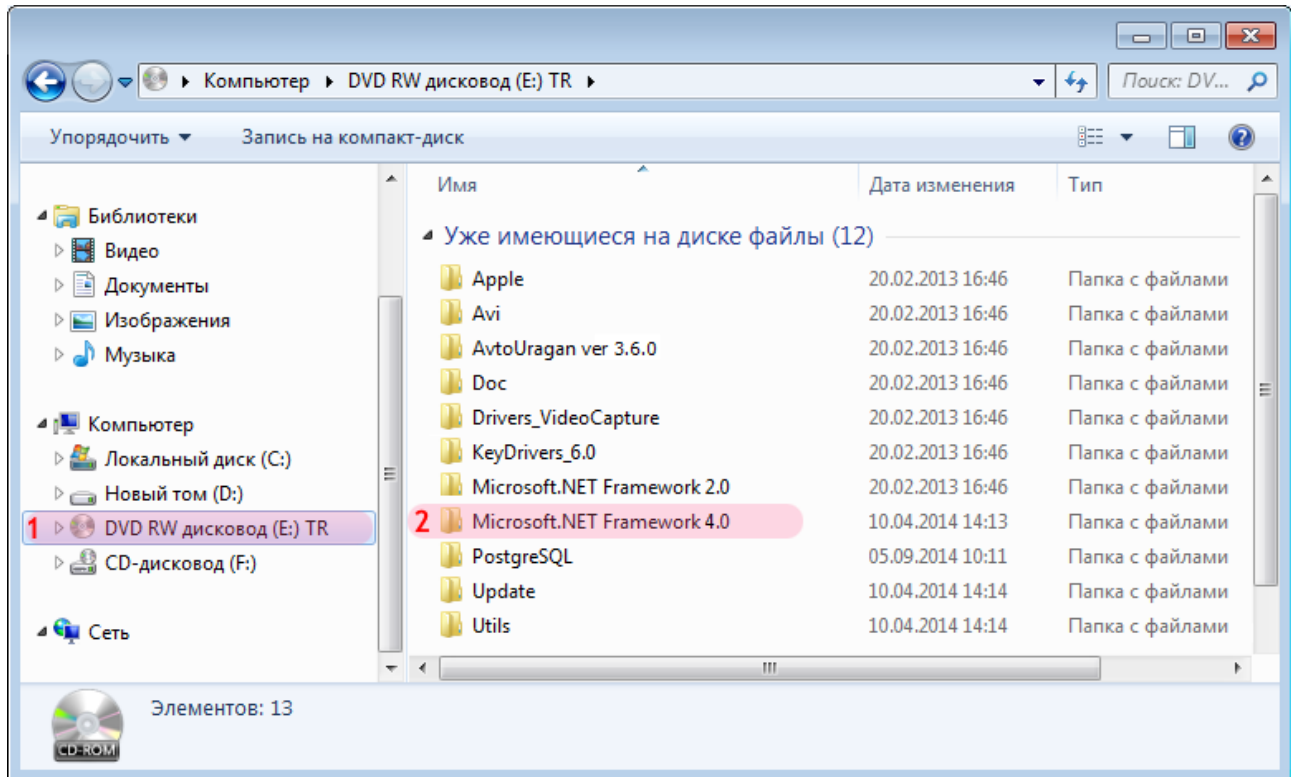 Компьютер DVD RW дисковод (E:) TR Поиск: DV...
Упорядочить Запись на компакт-диск
Библиотеки
Видео
Документы
Изображения
Музыка
Компьютер
Локальный диск (C:)
Новый том (D:)
1 DVD RW дисковод (E:) TR
CD-дисковод (F:)
Сеть
Имя Дата изменения Тип
Уже имеющиеся на диске файлы (12)
Apple 20.02.2013 16:46 Папка с файлами
Avi 20.02.2013 16:46 Папка с файлами
AvtoUragan ver 3.6.0 20.02.2013 16:46 Папка с файлами
Doc 20.02.2013 16:46 Папка с файлами
Drivers_VideoCapture 20.02.2013 16:46 Папка с файлами
KeyDrivers_6.0 20.02.2013 16:46 Папка с файлами
Microsoft.NET Framework 2.0 20.02.2013 16:46 Папка с файлами
2 Microsoft.NET Framework 4.0 10.04.2014 14:13 Папка с файлами
PostgreSQL 05.09.2014 10:11 Папка с файлами
Update 10.04.2014 14:14 Папка с файлами
Utils 10.04.2014 14:14 Папка с файлами
Элементов: 13
CD-ROM